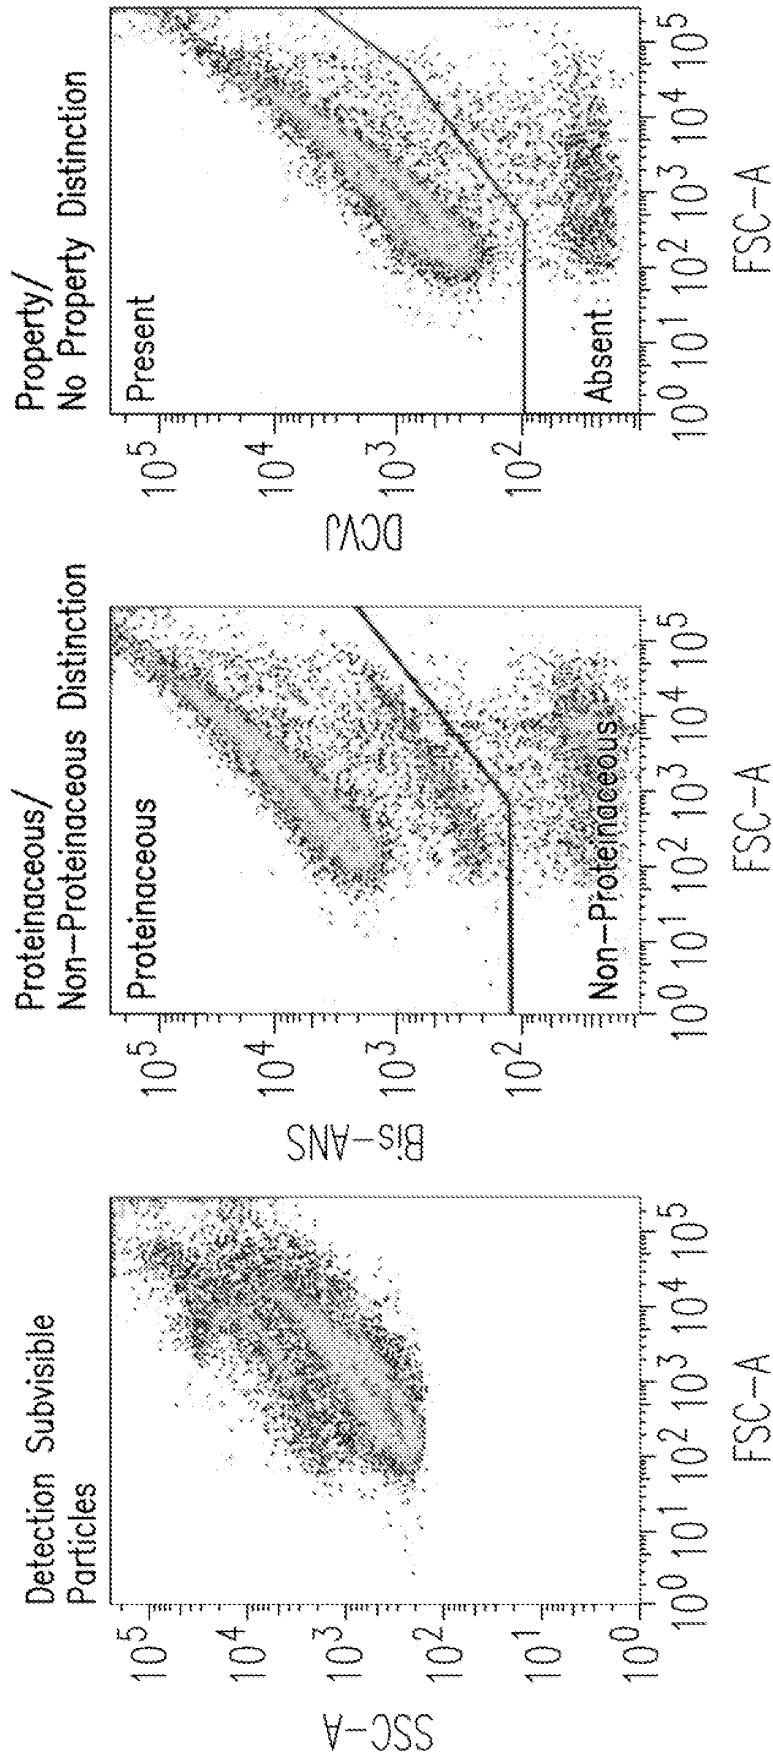 Detection Subvisible
Particles
SSC-A
10^5
10^4
10^3
10^2
10^1
10^0
10^0 10^1 10^2 10^3 10^4 10^5
FSC-A
Proteinaceous/
Non-Proteinaceous Distinction
Bis-ANS
10^5
10^4
10^3
10^2
Proteinaceous
Non-Proteinaceous
10^0 10^1 10^2 10^3 10^4 10^5
FSC-A
Property/
No Property Distinction
DCVJ
10^5
10^4
10^3
10^2
Present
Absent
10^0 10^1 10^2 10^3 10^4 10^5
FSC-A